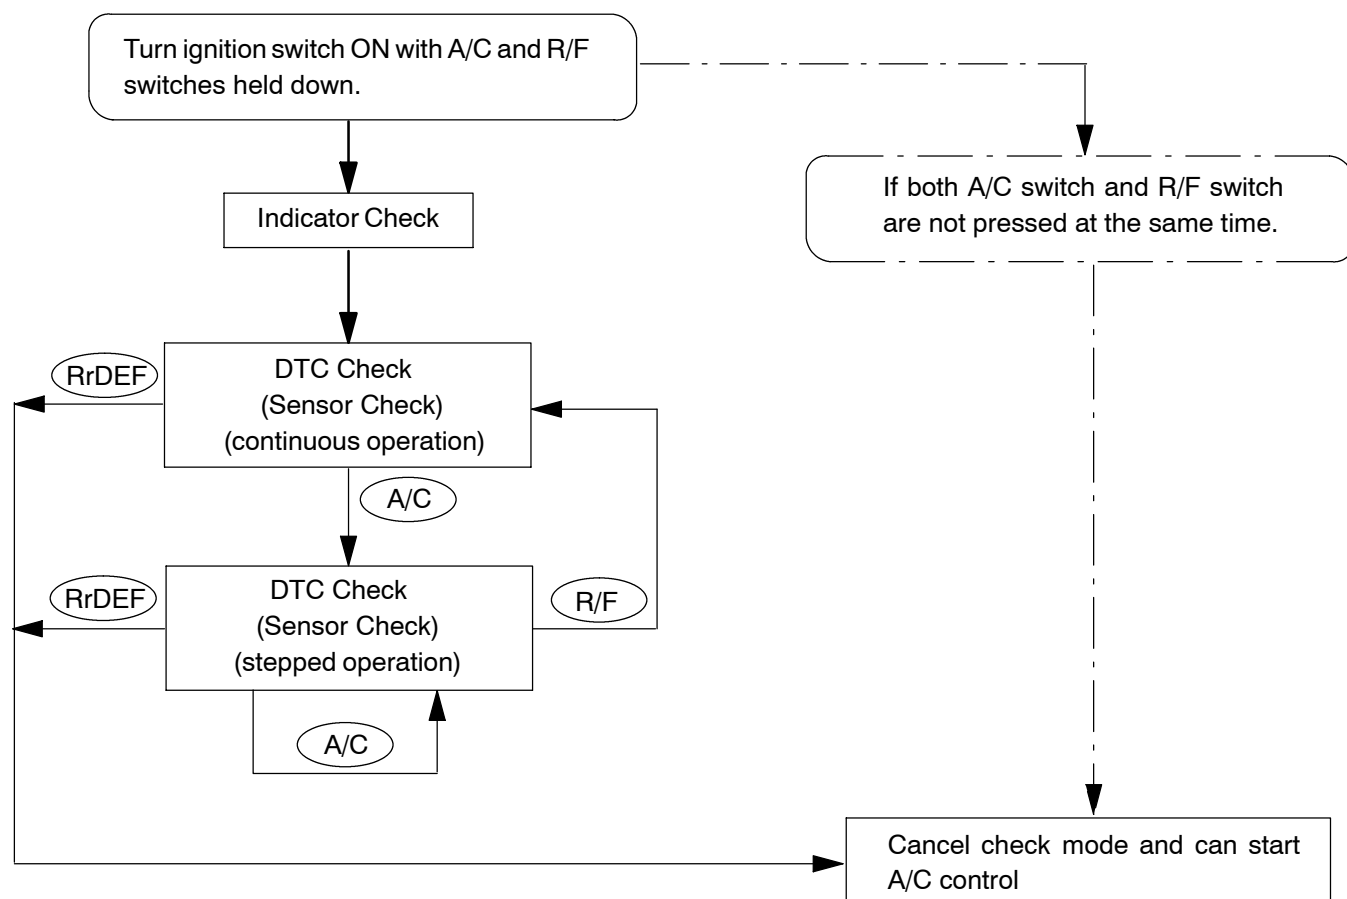 Turn ignition switch ON with A/C and R/F
switches held down.
If both A/C switch and R/F switch
are not pressed at the same time.
Indicator Check
RrDEF
DTC Check
(Sensor Check)
(continuous operation)
A/C
RrDEF
DTC Check
(Sensor Check)
(stepped operation)
R/F
A/C
Cancel check mode and can start
A/C control